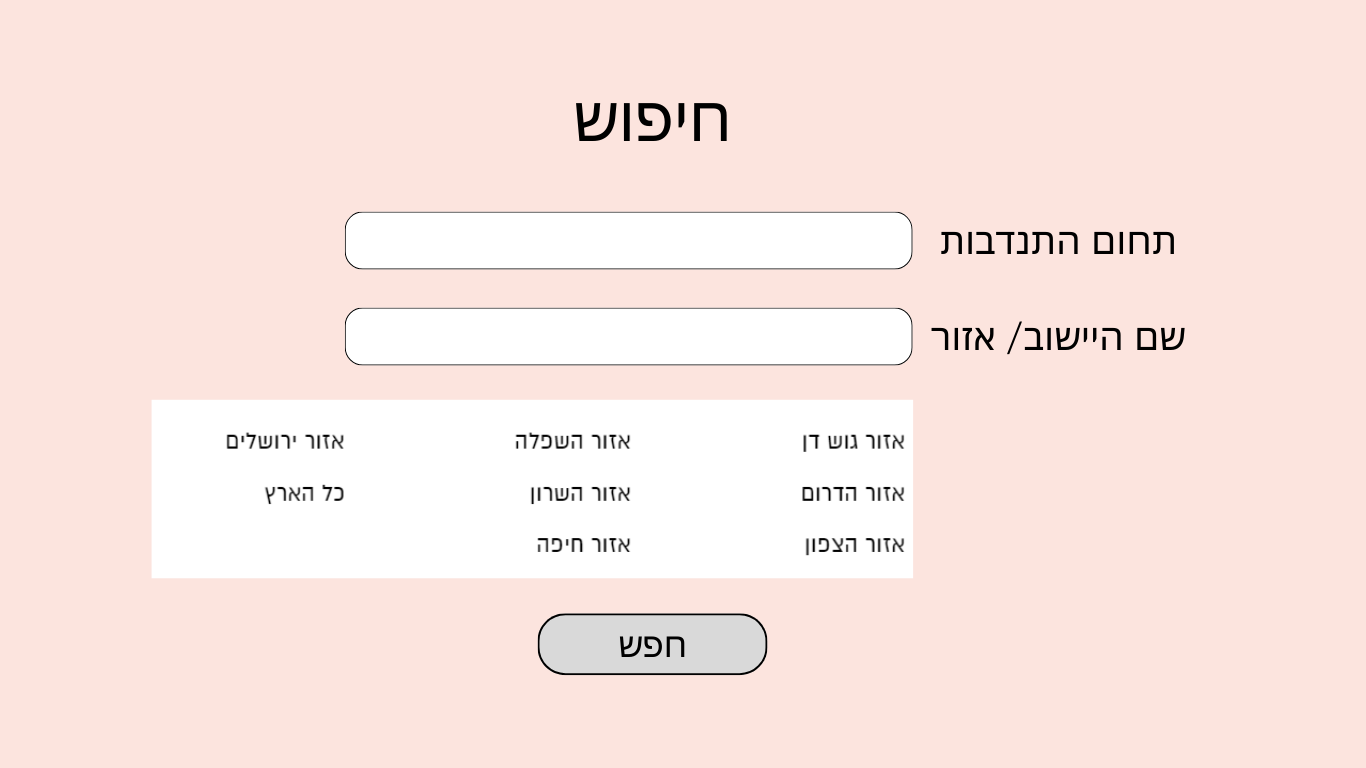 חיפוש
תחום התנדבות
שם היישוב/ אזור
אזור גוש דן
אזור השפלה
אזור ירושלים
אזור הדרום
אזור השרון
כל הארץ
אזור הצפון
אזור חיפה
חפש